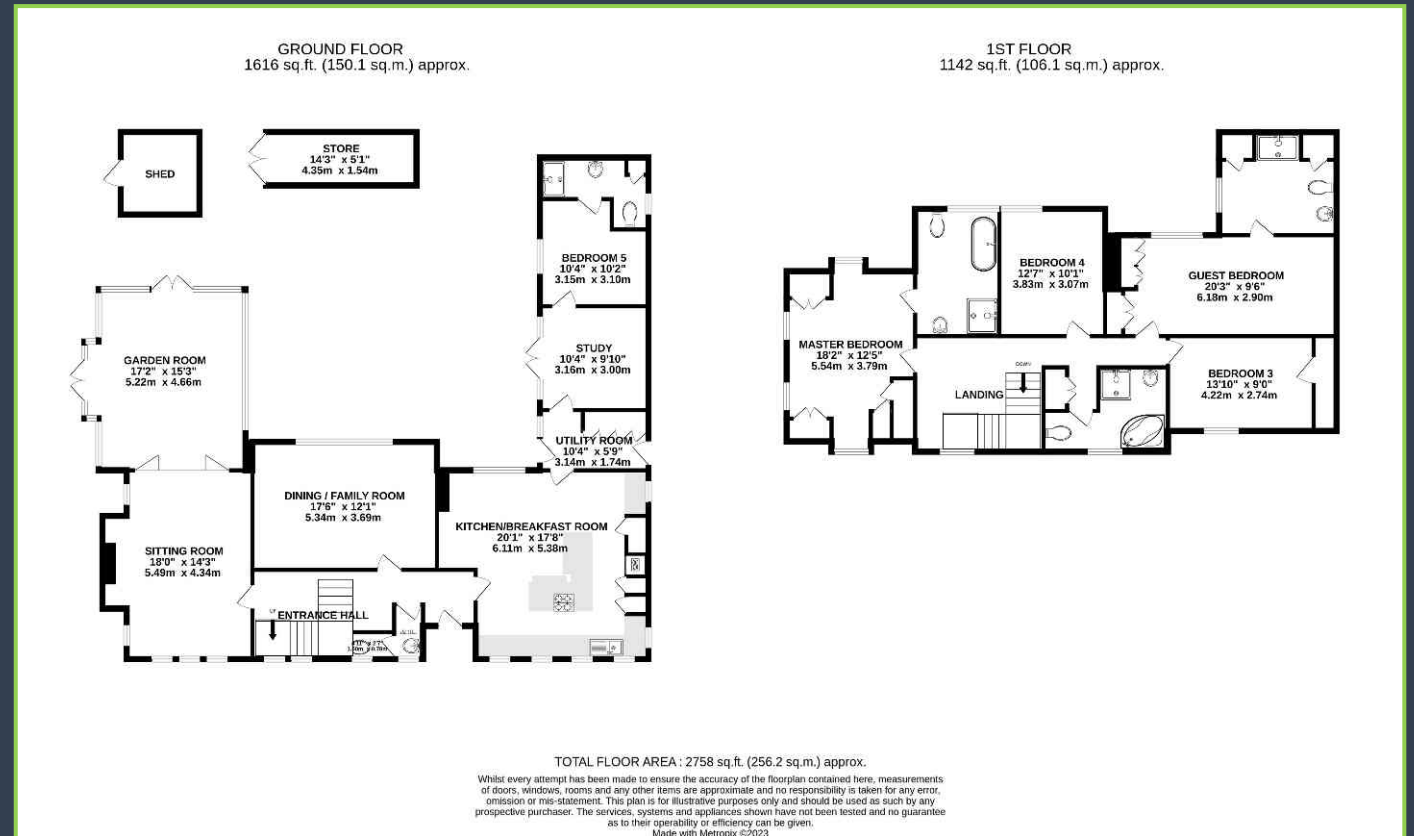 GROUND FLOOR
1616 sq.ft. (150.1 sq.m.) approx.
1ST FLOOR
1142 sq.ft. (106.1 sq.m.) approx.
SHED
STORE
14'3" x 5'1"
4.35m x 1.54m
BEDROOM 5
10'4" x 10'2"
3.15m x 3.10m
STUDY
10'4" x 9'10"
3.16m x 3.00m
GARDEN ROOM
17'2" x 15'3"
5.22m x 4.66m
UTILITY ROOM
10'4" x 5'9"
3.14m x 1.74m
DINING / FAMILY ROOM
17'6" x 12'1"
5.34m x 3.69m
KITCHEN/BREAKFAST ROOM
20'1" x 17'8"
6.11m x 5.38m
SITTING ROOM
18'0" x 14'3"
5.49m x 4.34m
UP
ENTRANCE HALL
BEDROOM 4
12'7" x 10'1"
3.83m x 3.07m
GUEST BEDROOM
20'3" x 9'6"
6.18m x 2.90m
MASTER BEDROOM
18'2" x 12'5"
5.54m x 3.79m
DOWN
LANDING
BEDROOM 3
13'10" x 9'0"
4.22m x 2.74m
TOTAL FLOOR AREA : 2758 sq.ft. (256.2 sq.m.) approx.
Whilst every attempt has been made to ensure the accuracy of the floorplan contained here, measurements
of doors, windows, rooms and any other items are approximate and no responsibility is taken for any error,
omission or mis-statement. This plan is for illustrative purposes only and should be used as such by any
prospective purchaser. The services, systems and appliances shown have not been tested and no guarantee
as to their operability or efficiency can be given.
Made with Metropix ©2023